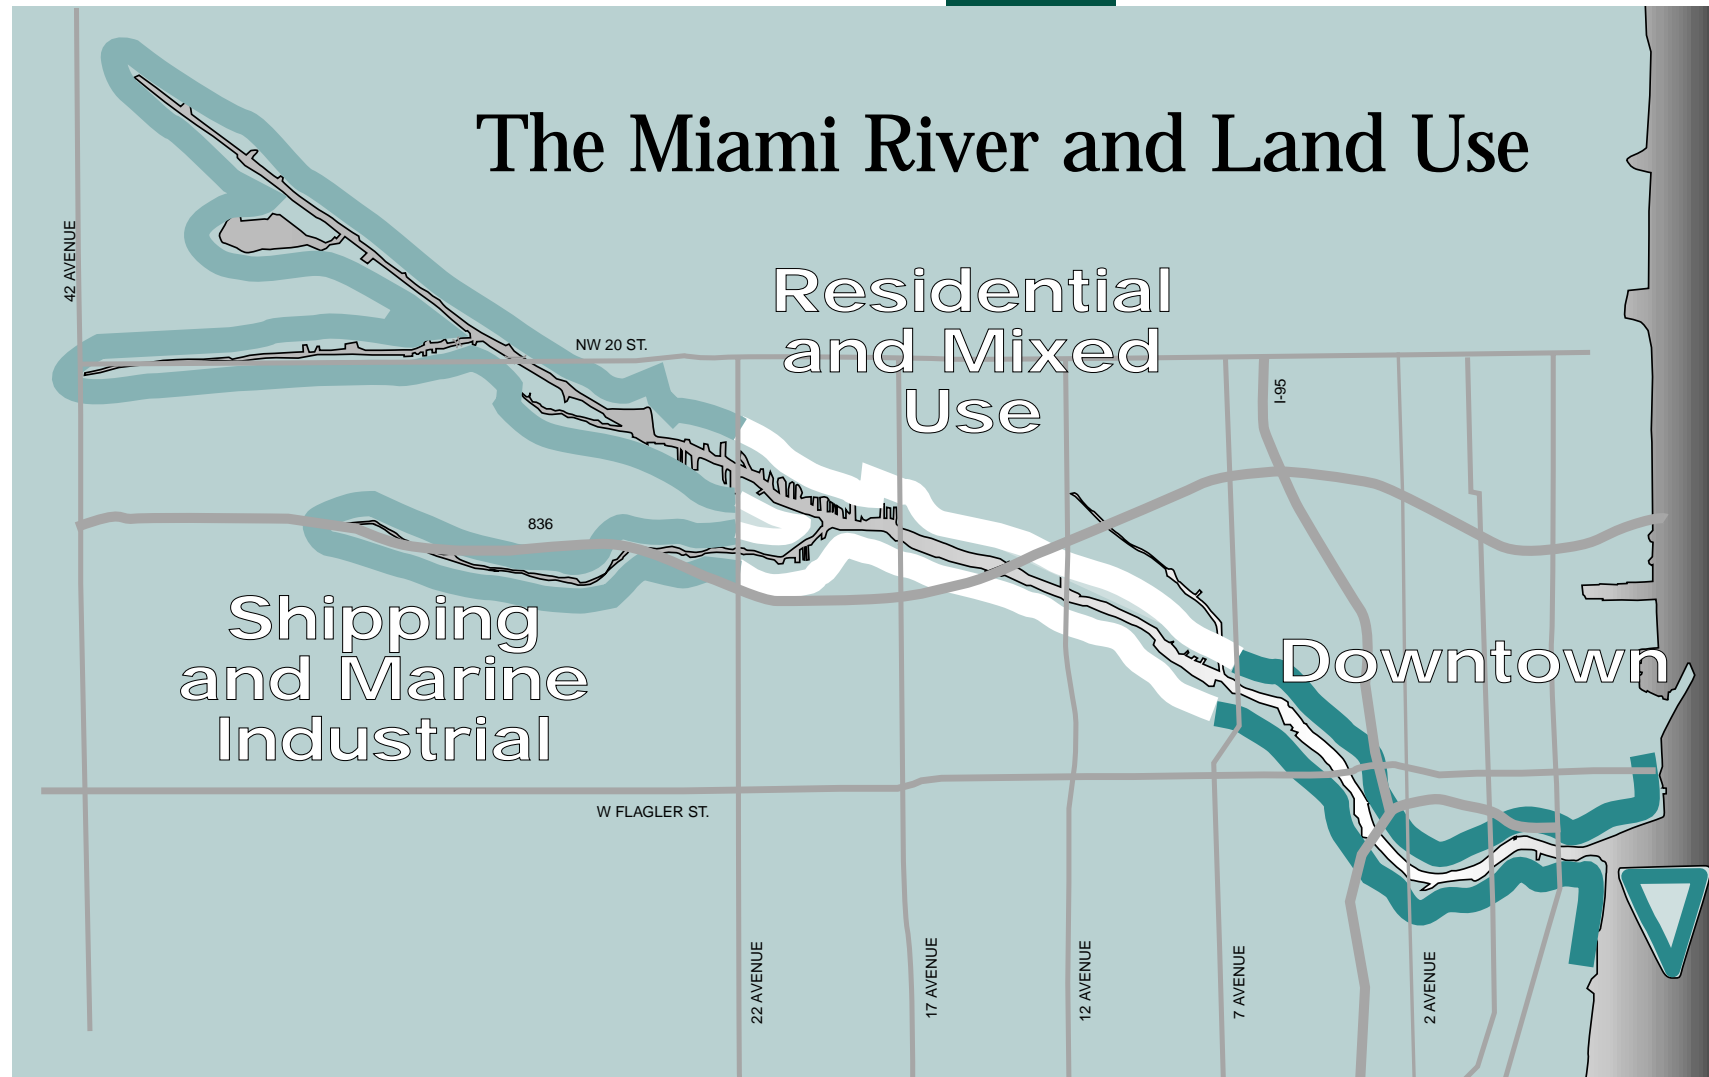 The Miami River and Land Use
42 AVENUE
Residential
and Mixed
Use
NW 20 ST.
I-95
836
Shipping
and Marine
Industrial
Downtown
W FLAGLER ST.
22 AVENUE
17 AVENUE
12 AVENUE
7 AVENUE
2 AVENUE